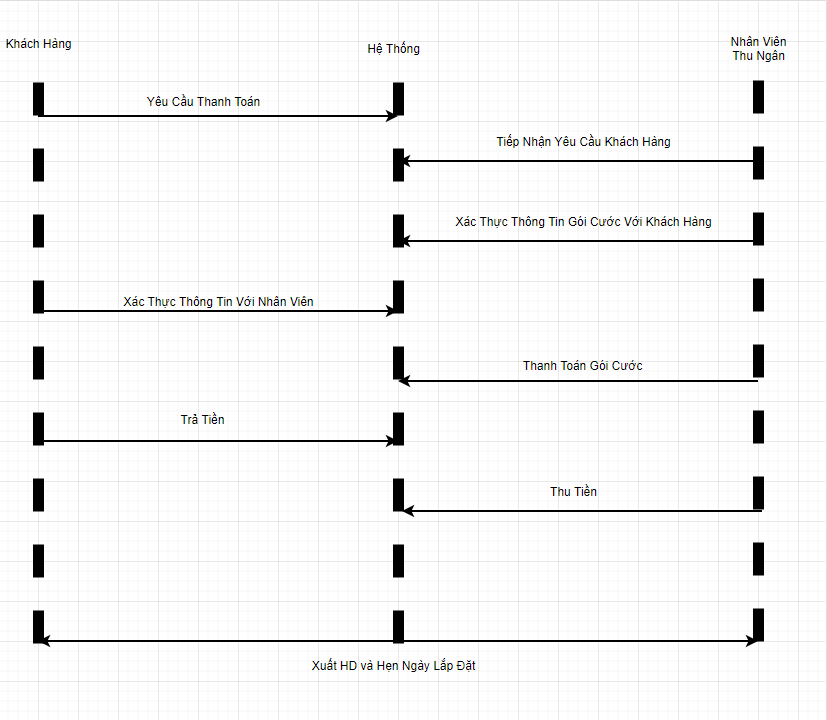 Khách Hàng
Hệ Thống
Nhân Viên
Thu Ngân
Yêu Cầu Thanh Toán
Tiếp Nhận Yêu Cầu Khách Hàng
Xác Thực Thông Tin Gói Cước Với Khách Hàng
Xác Thực Thông Tin Với Nhân Viên
Thanh Toán Gói Cước
Trả Tiền
Thu Tiền
Xuất HD và Hẹn Ngày Lắp Đặt